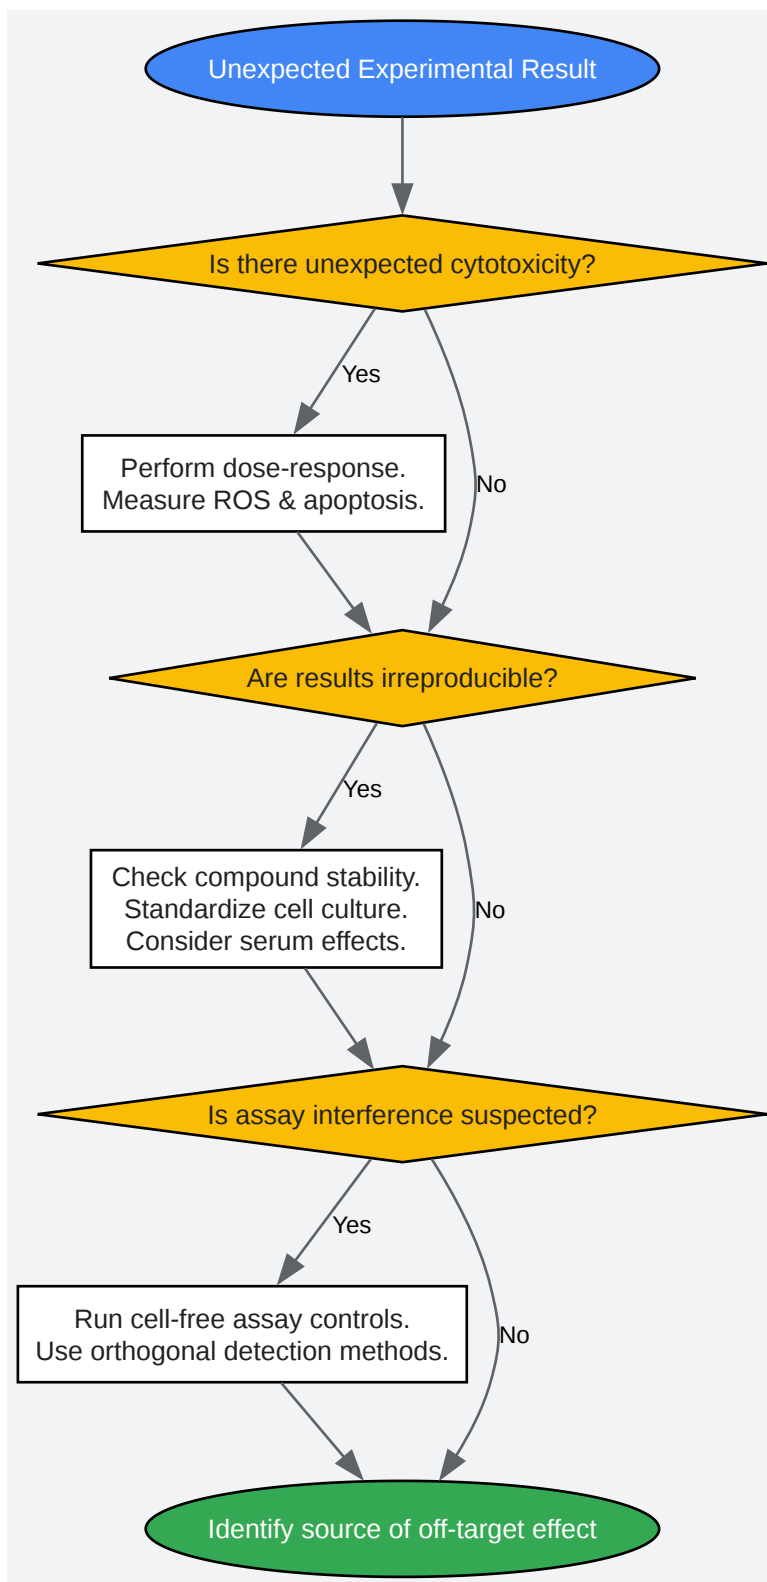 Unexpected Experimental Result
Is there unexpected cytotoxicity?
Yes
Perform dose-response.
Measure ROS & apoptosis.
No
Are results irreproducible?
Yes
Check compound stability.
Standardize cell culture.
Consider serum effects.
No
Is assay interference suspected?
Yes
Run cell-free assay controls.
Use orthogonal detection methods.
No
Identify source of off-target effect